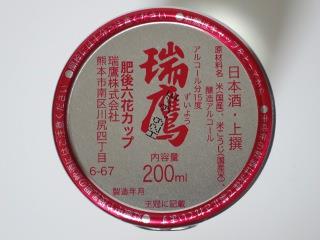 日本酒・上撰
原材料名 米(国産)、米こうじ(国産米)、
醸造アルコール
アルコール分15度
瑞鷹
ずいよう
肥後六花カップ
瑞鷹株式会社
熊本市南区川尻四丁目
6-67
内容量
200ml
製造年月
王冠に記載